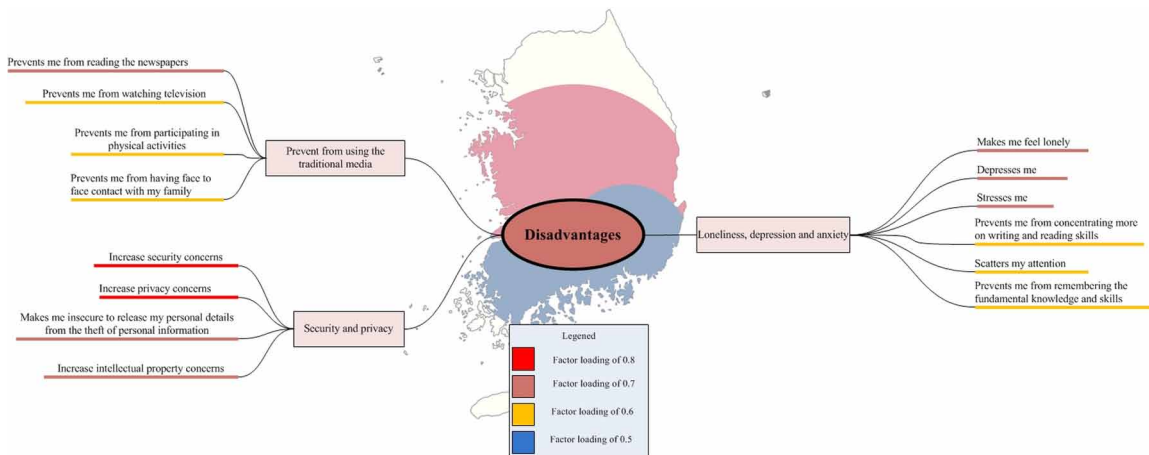 Prevents me from reading the newspapers
Prevents me from watching television
Prevents me from participating in
physical activities
Prevents me from having face to
face contact with my family
Prevent from using the
traditional media
Increase security concerns
Increase privacy concerns
Makes me insecure to release my personal details
from the theft of personal information
Increase intellectual property concerns
Security and privacy
Disadvantages
Loneliness, depression and anxiety
Makes me feel lonely
Depresses me
Stresses me
Prevents me from concentrating more
on writing and reading skills
Scatters my attention
Prevents me from remembering the
fundamental knowledge and skills
Legened
Factor loading of 0.8
Factor loading of 0.7
Factor loading of 0.6
Factor loading of 0.5